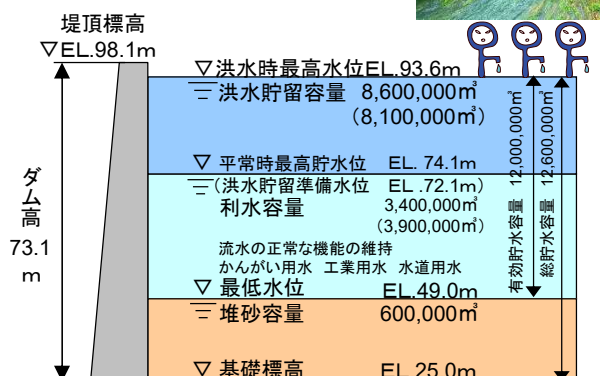 堤頂標高
▽EL.98.1m
▽洪水時最高水位EL.93.6m
洪水貯留容量 8,600,000㎥
(8,100,000㎥)
▽ 平常時最高貯水位 EL. 74.1m
(洪水貯留準備水位 EL .72.1m)
利水容量 3,400,000㎥
(3,900,000㎥)
流水の正常な機能の維持
かんがい用水 工業用水 水道用水
▽ 最低水位 EL.49.0m
堆砂容量 600,000㎥
▽ 基礎標高 EL.25.0m
ダム高
73.1
m
有効貯水容量 12,000,000㎥
総貯水容量 12,600,000㎥